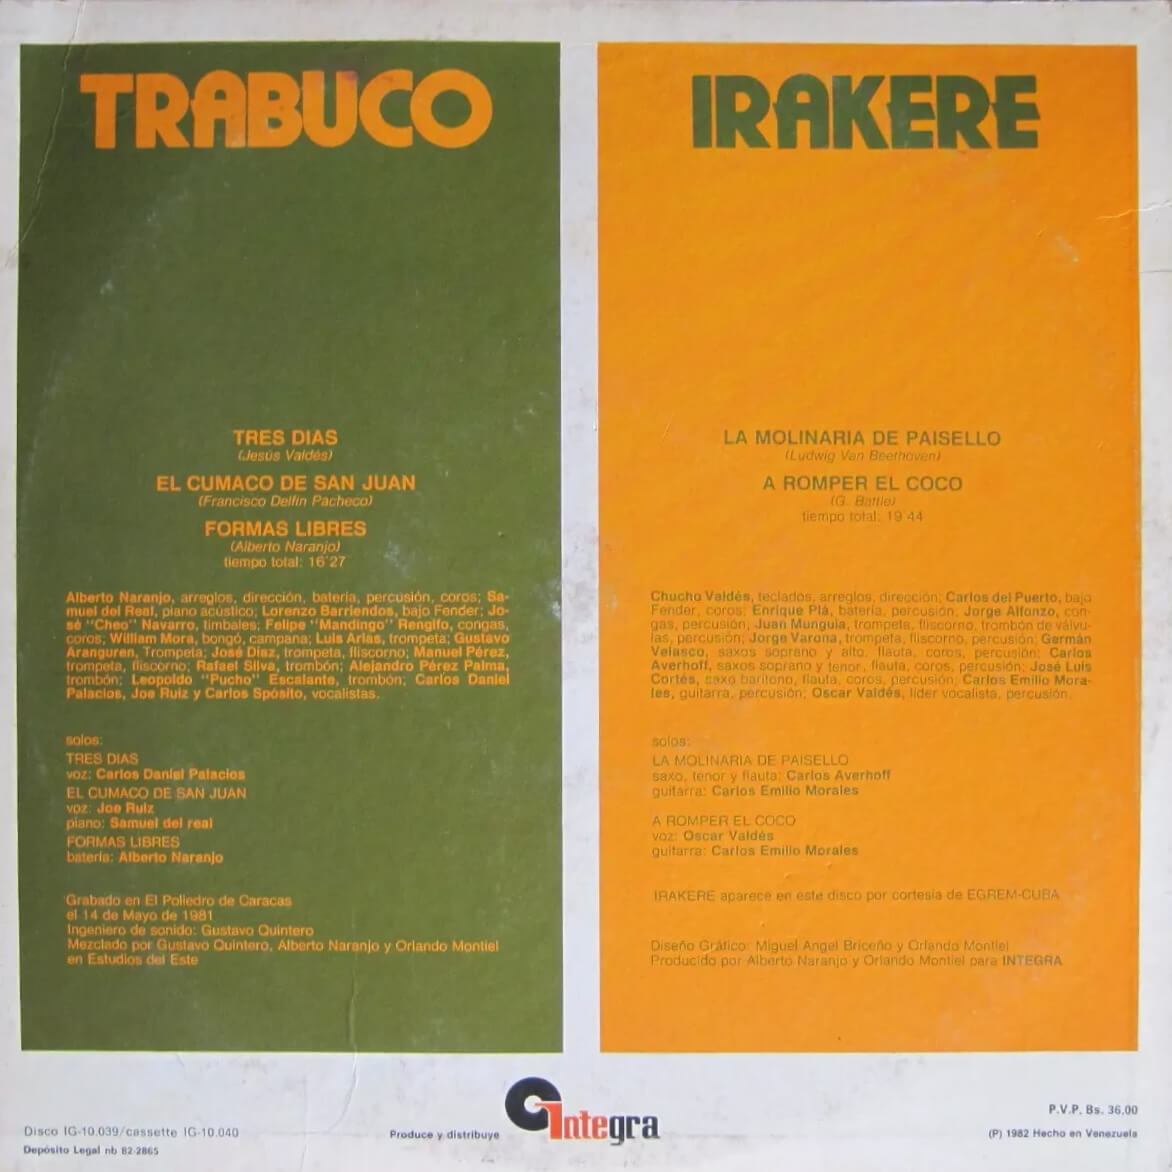 TRABUCO
TRES DIAS
(Jesús Valdés)
EL CUMACO DE SAN JUAN
(Francisco Delfín Pacheco)
FORMAS LIBRES
(Alberto Naranjo)
tiempo total: 16'27
Alberto Naranjo, arreglos, dirección, batería, percusión, coros; Sa-
muel del Real, piano acústico; Lorenzo Barriendos, bajo Fender; Jo-
sé "Cheo" Navarro, timbales; Felipe "Mandingo" Rengifo, congas,
coros; William Mora, bongó, campana; Luis Arias, trompeta; Gustavo
Aranguren, Trompeta; José Díaz, trompeta, fliscorno; Manuel Pérez,
trompeta, fliscorno; Rafael Silva, trombón; Alejandro Pérez Palma,
trombón; Leopoldo "Pucho" Escalante, trombón; Carlos Daniel
Palacios, Joe Ruiz y Carlos Spósito, vocalistas.
solos:
TRES DIAS
voz: Carlos Daniel Palacios
EL CUMACO DE SAN JUAN
voz: Joe Ruiz
piano: Samuel del real
FORMAS LIBRES
batería: Alberto Naranjo
Grabado en El Poliedro de Caracas
el 14 de Mayo de 1981
Ingeniero de sonido: Gustavo Quintero
Mezclado por Gustavo Quintero, Alberto Naranjo y Orlando Montiel
en Estudios del Este
IRAKERE
LA MOLINARIA DE PAISELLO
(Ludwig Van Beethoven)
A ROMPER EL COCO
(G. Battle)
tiempo total: 19'44
Chucho Valdés, teclados, arreglos, dirección; Carlos del Puerto, bajo
Fender, coros; Enrique Plá, batería, percusión; Jorge Alfonzo, con-
gas, percusión; Juan Munguía, trompeta, fliscorno, trombón de válvu-
las, percusión; Jorge Varona, trompeta, fliscorno, percusión; Germán
Velasco, saxos soprano y alto, flauta, coros, percusión; Carlos
Averhoff, saxos soprano y tenor, flauta, coros, percusión; José Luis
Cortés, saxo barítono, flauta, coros, percusión; Carlos Emilio Mora-
les, guitarra, percusión; Oscar Valdés, líder vocalista, percusión.
solos:
LA MOLINARIA DE PAISELLO
saxo, tenor y flauta: Carlos Averhoff
guitarra: Carlos Emilio Morales
A ROMPER EL COCO
voz: Oscar Valdés
guitarra: Carlos Emilio Morales
IRAKERE aparece en este disco por cortesía de EGREM-CUBA
Diseño Gráfico: Miguel Angel Briceño y Orlando Montiel
Producido por Alberto Naranjo y Orlando Montiel para INTEGRA
Disco IG-10.039/cassette IG-10.040
Depósito Legal nb 82-2865
Produce y distribuye
Integra
P.V.P. Bs. 36,00
(P) 1982 Hecho en Venezuela